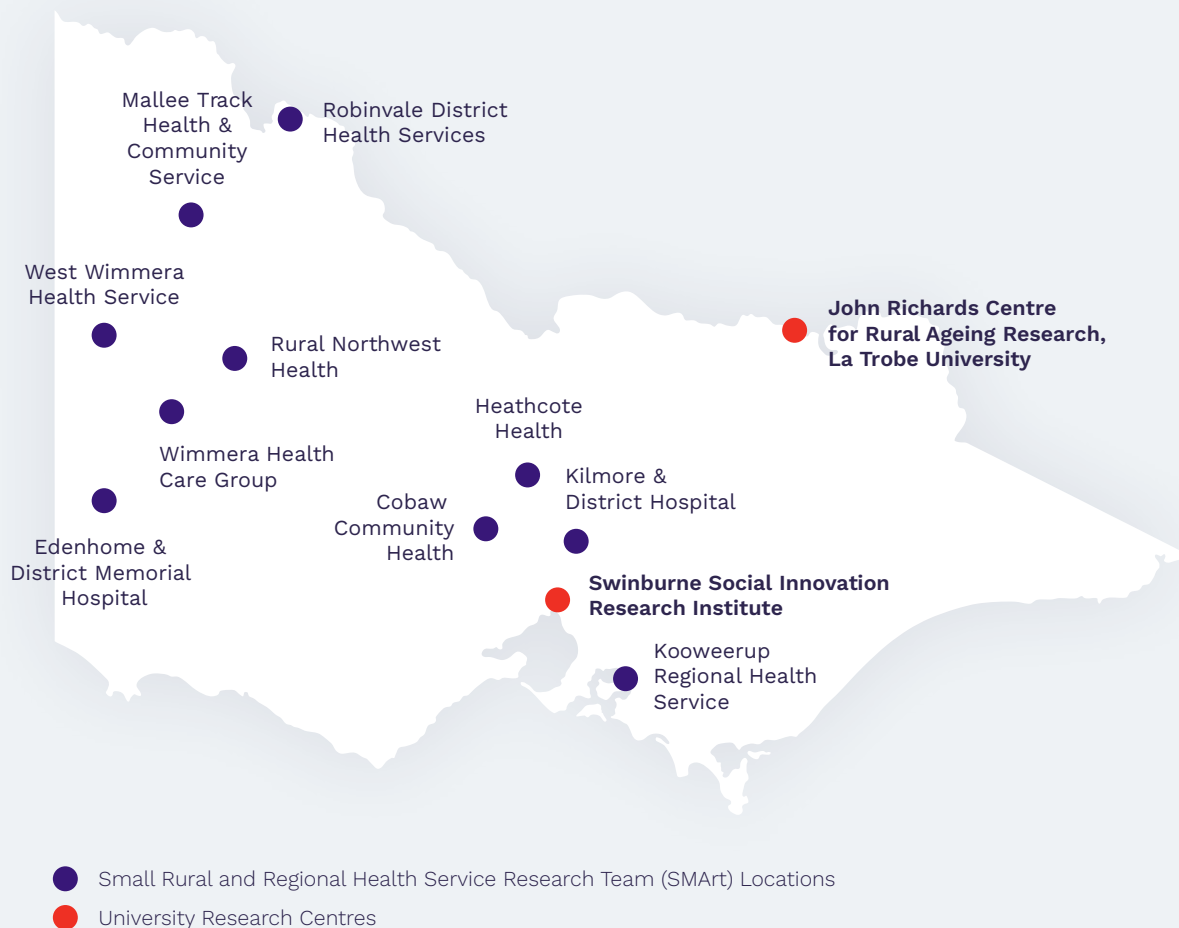 Mallee Track
Health &
Community
Service
Robinvale District
Health Services
West Wimmera
Health Service
Rural Northwest
Health
John Richards Centre
for Rural Ageing Research,
La Trobe University
Wimmera Health
Care Group
Heathcote
Health
Kilmore &
District Hospital
Cobaw
Community
Health
Edenhome &
District Memorial
Hospital
Swinburne Social Innovation
Research Institute
Kooweerup
Regional Health
Service
Small Rural and Regional Health Service Research Team (SMArt) Locations
University Research Centres